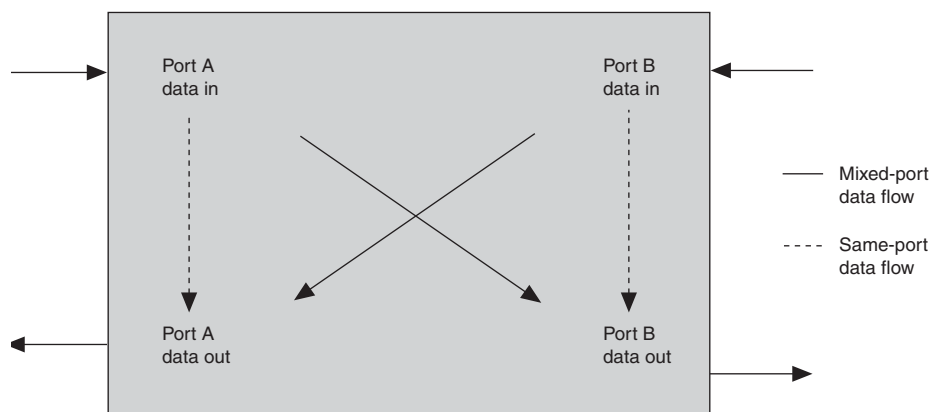 Port A
data in
Port B
data in
Mixed-port
data flow
Same-port
data flow
Port A
data out
Port B
data out